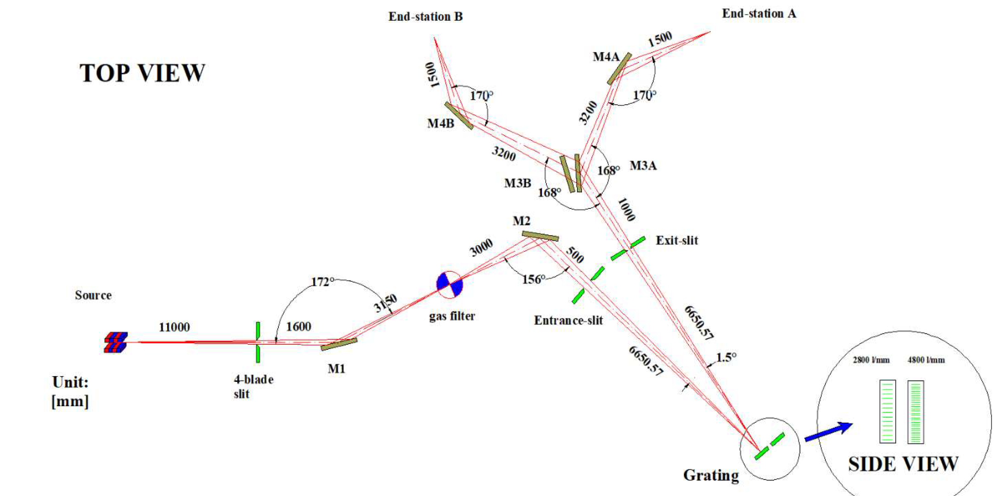 End-station B
End-station A
TOP VIEW
1500
M4A
1500
170°
170°
M4B
3200
3200
M3A
168°
M3B
168°
1000
M2
Exit-slit
3000
500
156°
172°
3150
Source
gas filter
Entrance-slit
11000
1600
6650.57
6650.57
1.5°
2800 l/mm
4800 l/mm
M1
4-blade
slit
Unit:
[mm]
SIDE VIEW
Grating